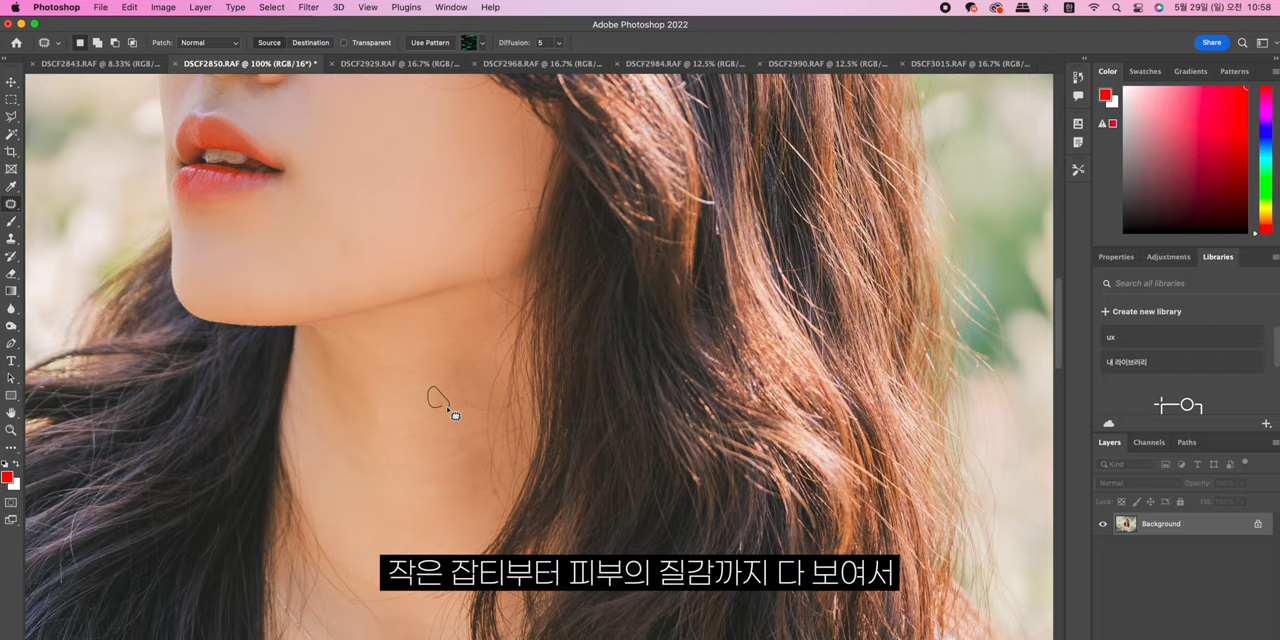 Photoshop File Edit Image Layer Type Select Filter 3D View Plugins Window Help 5월 29일 (일) 오전 10:58
Adobe Photoshop 2022
Patch: Normal Source Destination Transparent Use Pattern Diffusion: 5 Share
DSCF2843.RAF @ 8.33% (RGB/... DSCF2850.RAF @ 100% (RGB/16*) * DSCF2929.RAF @ 16.7% (RGB/... DSCF2968.RAF @ 16.7% (RGB/... DSCF2984.RAF @ 12.5% (RGB/... DSCF2990.RAF @ 12.5% (RGB/... DSCF3015.RAF @ 16.7% (RGB/...
Color Swatches Gradients Patterns
Properties Adjustments Libraries
Search all libraries
Create new library
ux
내 라이브러리
Layers Channels Paths
Kind
Normal Opacity: 100%
Lock: Fill: 100%
Background
작은 잡티부터 피부의 질감까지 다 보여서